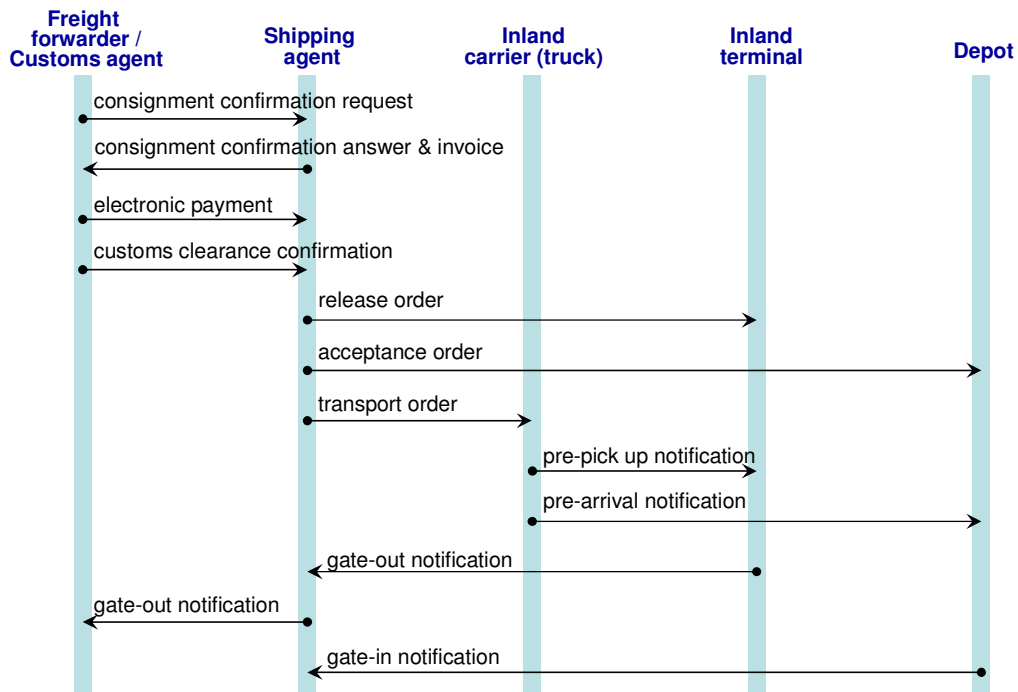 Freight
forwarder /
Customs agent
Shipping
agent
Inland
carrier (truck)
Inland
terminal
Depot
consignment confirmation request
consignment confirmation answer & invoice
electronic payment
customs clearance confirmation
release order
acceptance order
transport order
pre-pick up notification
pre-arrival notification
gate-out notification
gate-out notification
gate-in notification